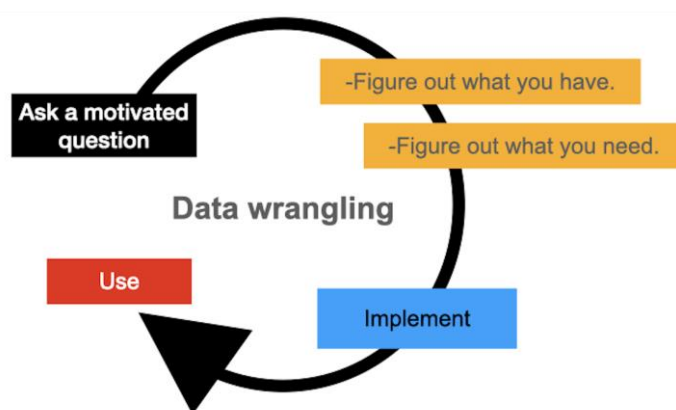 Ask a motivated
question
-Figure out what you have.
-Figure out what you need.
Data wrangling
Implement
Use